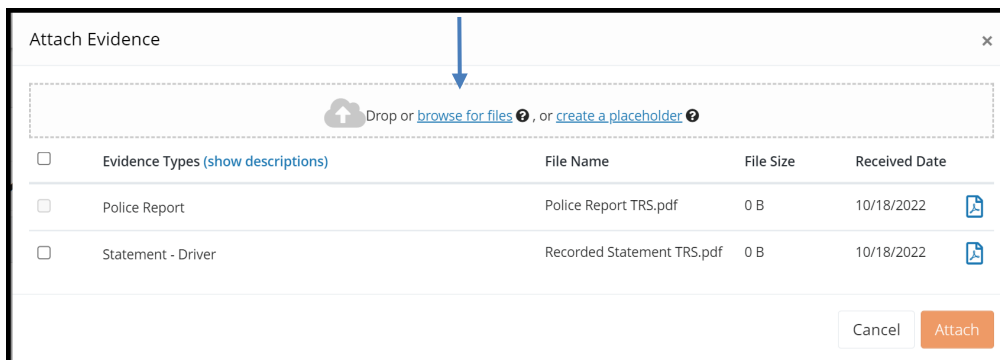 Attach Evidence ×
Drop or browse for files ? , or create a placeholder ?
Evidence Types (show descriptions) File Name File Size Received Date
Police Report Police Report TRS.pdf 0 B 10/18/2022
Statement - Driver Recorded Statement TRS.pdf 0 B 10/18/2022
Cancel Attach